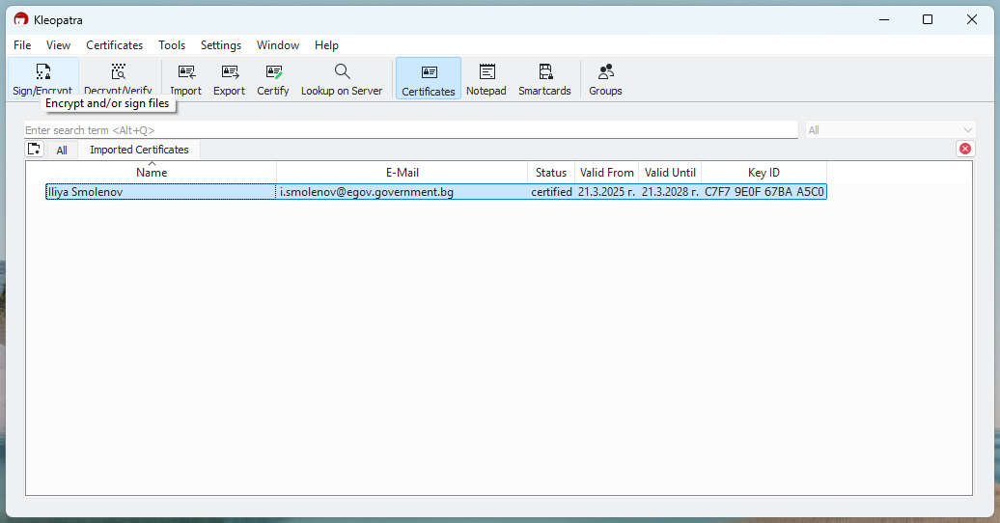 Kleopatra
File View Certificates Tools Settings Window Help
Sign/Encrypt Decrypt/Verify Import Export Certify Lookup on Server Certificates Notepad Smartcards Groups
Encrypt and/or sign files
Enter search term <Alt+Q> All
All Imported Certificates
Name E-Mail Status Valid From Valid Until Key ID
Iliya Smolenov i.smolenov@egov.government.bg certified 21.3.2025 г. 21.3.2028 г. C7F7 9E0F 67BA A5C0